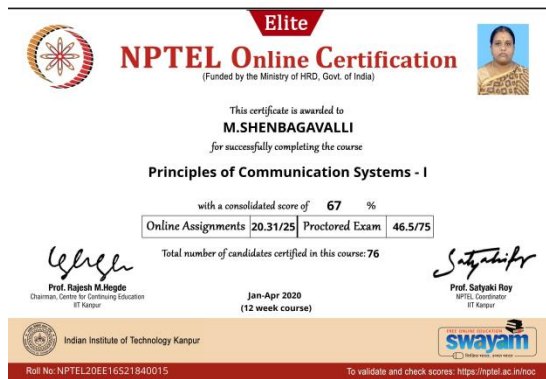 Elite
NPTEL Online Certification
(Funded by the Ministry of HRD, Govt. of India)
This certificate is awarded to
M.SHENBAGAVALLI
for successfully completing the course
Principles of Communication Systems - I
with a consolidated score of 67 %
Online Assignments 20.31/25 Proctored Exam 46.5/75
Total number of candidates certified in this course: 76
Prof. Rajesh M.Hegde
Chairman, Centre for Continuing Education
IIT Kanpur
Jan-Apr 2020
(12 week course)
Prof. Satyaki Roy
NPTEL Coordinator
IIT Kanpur
Indian Institute of Technology Kanpur
FREE ONLINE EDUCATION
swayam
Roll No: NPTEL20EE16S21840015
To validate and check scores: https://nptel.ac.in/noc